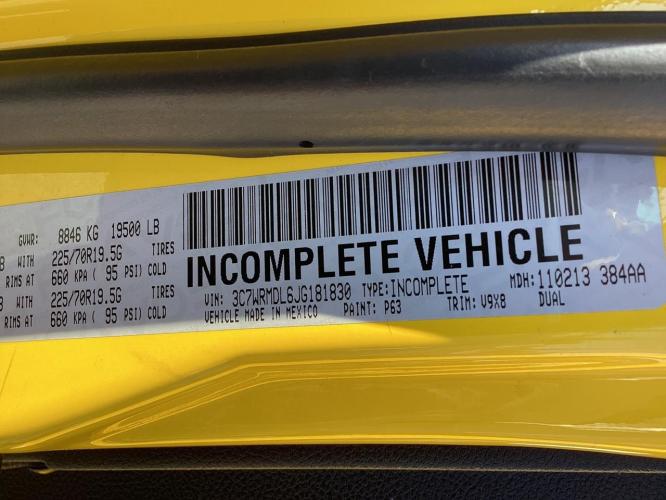 GVWR: 8846 KG 19500 LB
B WITH 225/70R19.5G TIRES
RIMS AT 660 KPA ( 95 PSI) COLD
B WITH 225/70R19.5G TIRES
RIMS AT 660 KPA ( 95 PSI) COLD
INCOMPLETE VEHICLE
VIN: 3C7WRMDL6JG181830 TYPE: INCOMPLETE MDH: 110213 384AA
VEHICLE MADE IN MEXICO PAINT: P63 TRIM: V9X8 DUAL